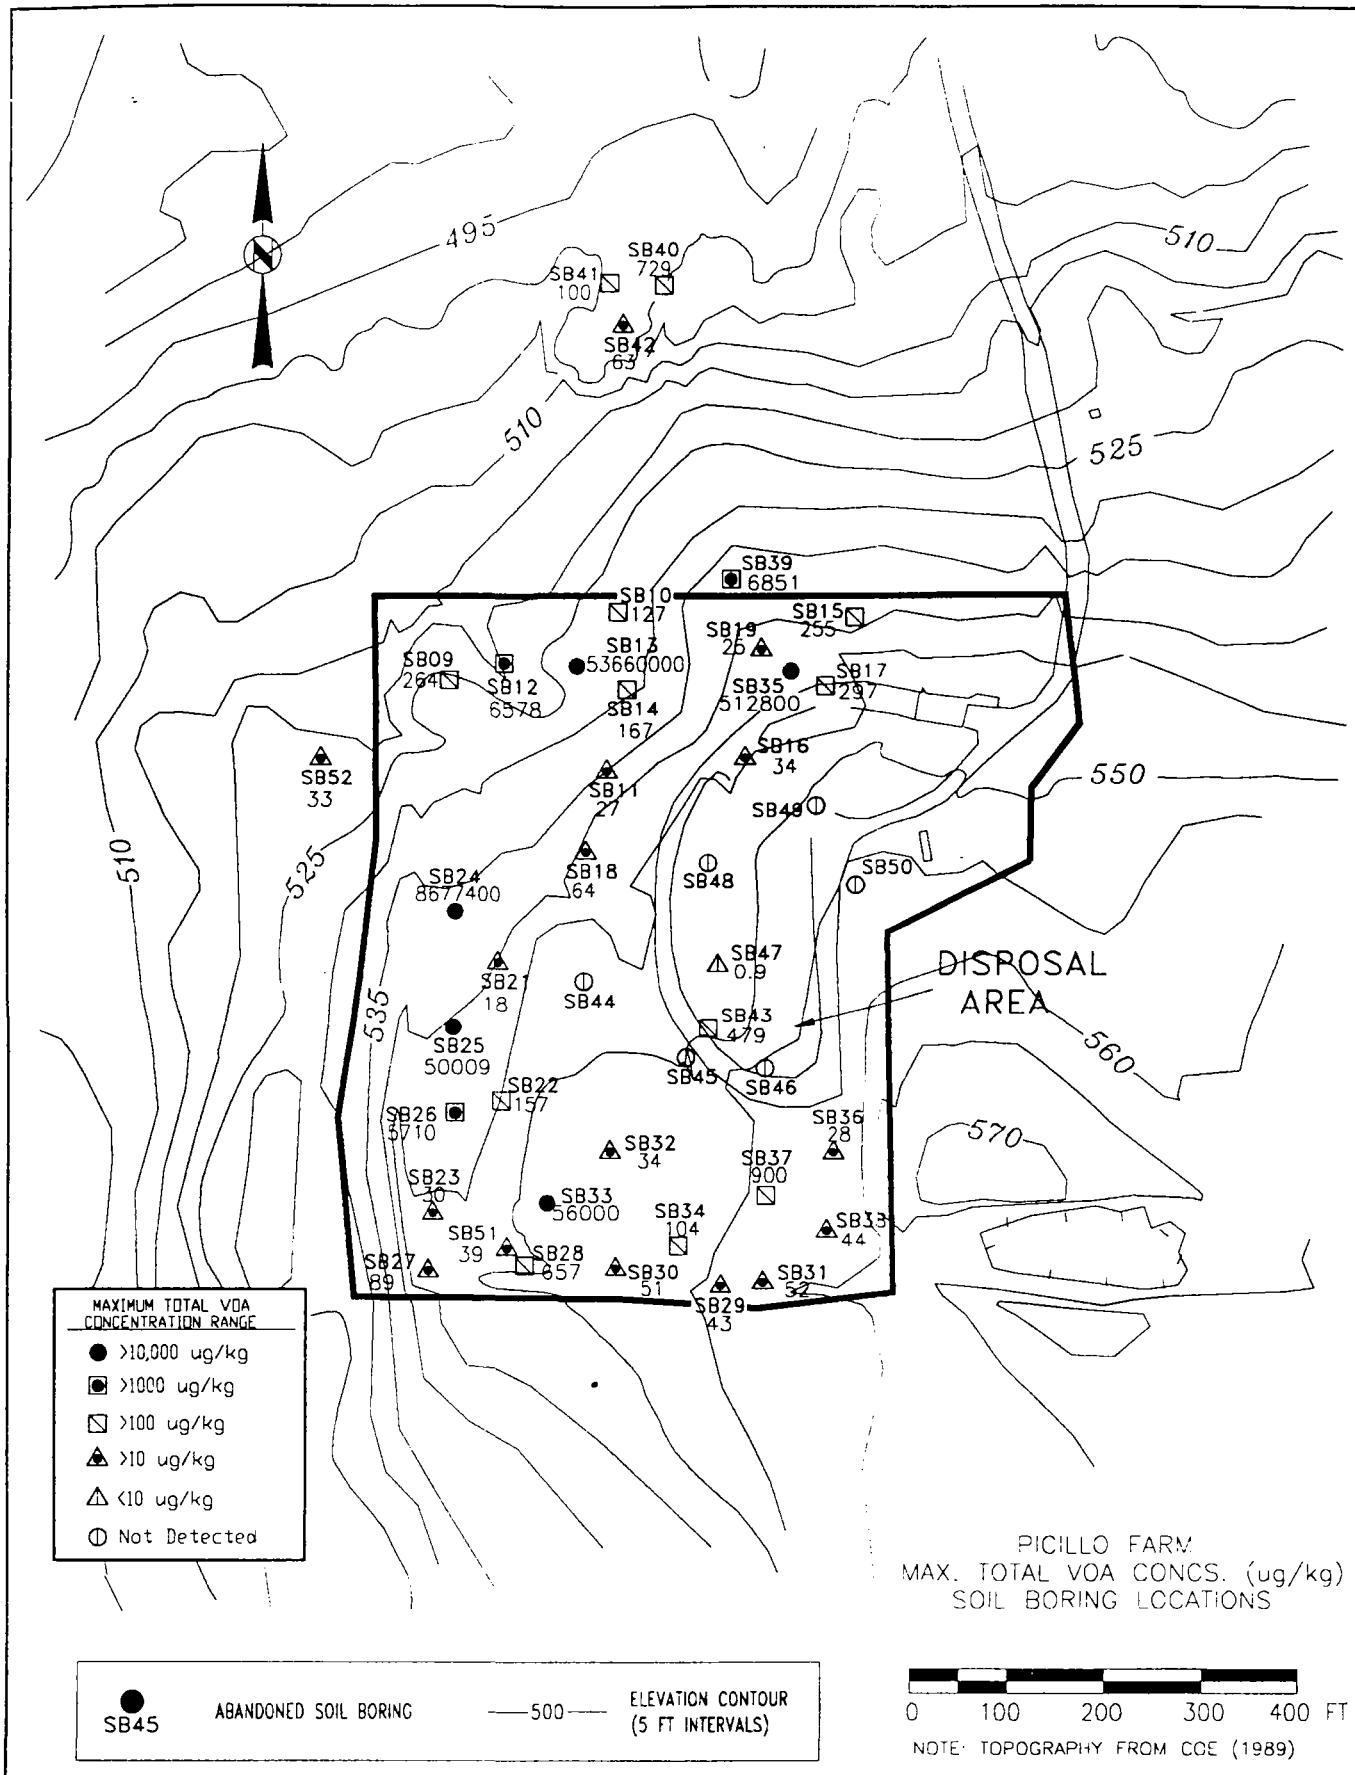 495
510
SB41
100
SB40
729
SB42
63
510
525
SB39
6851
SB10
127
SB15
255
SB19
26
SB13
53660000
SB09
264
SB12
6578
SB14
167
SB35
512800
SB17
297
SB52
33
SB11
27
SB16
34
550
SB49
510
525
SB24
8677400
SB18
64
SB48
SB50
SB21
18
SB44
SB47
0.9
DISPOSAL
AREA
535
SB25
50009
SB43
479
560
SB45
SB46
SB22
157
SB26
5710
SB36
28
570
SB32
34
SB37
900
SB23
30
SB33
56000
SB34
104
SB51
39
44
SB27
89
SB28
657
SB30
51
SB31
52
SB29
43
MAXIMUM TOTAL VOA
CONCENTRATION RANGE
>10,000 ug/kg
>1000 ug/kg
>100 ug/kg
>10 ug/kg
<10 ug/kg
Not Detected
PICILLO FARM
MAX. TOTAL VOA CONCS. (ug/kg)
SOIL BORING LOCATIONS
SB45
ABANDONED SOIL BORING
500
ELEVATION CONTOUR
(5 FT INTERVALS)
0 100 200 300 400 FT
NOTE: TOPOGRAPHY FROM COE (1989)